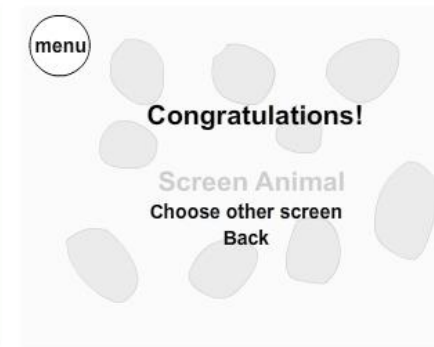 menu
Congratulations!
Screen Animal
Choose other screen
Back